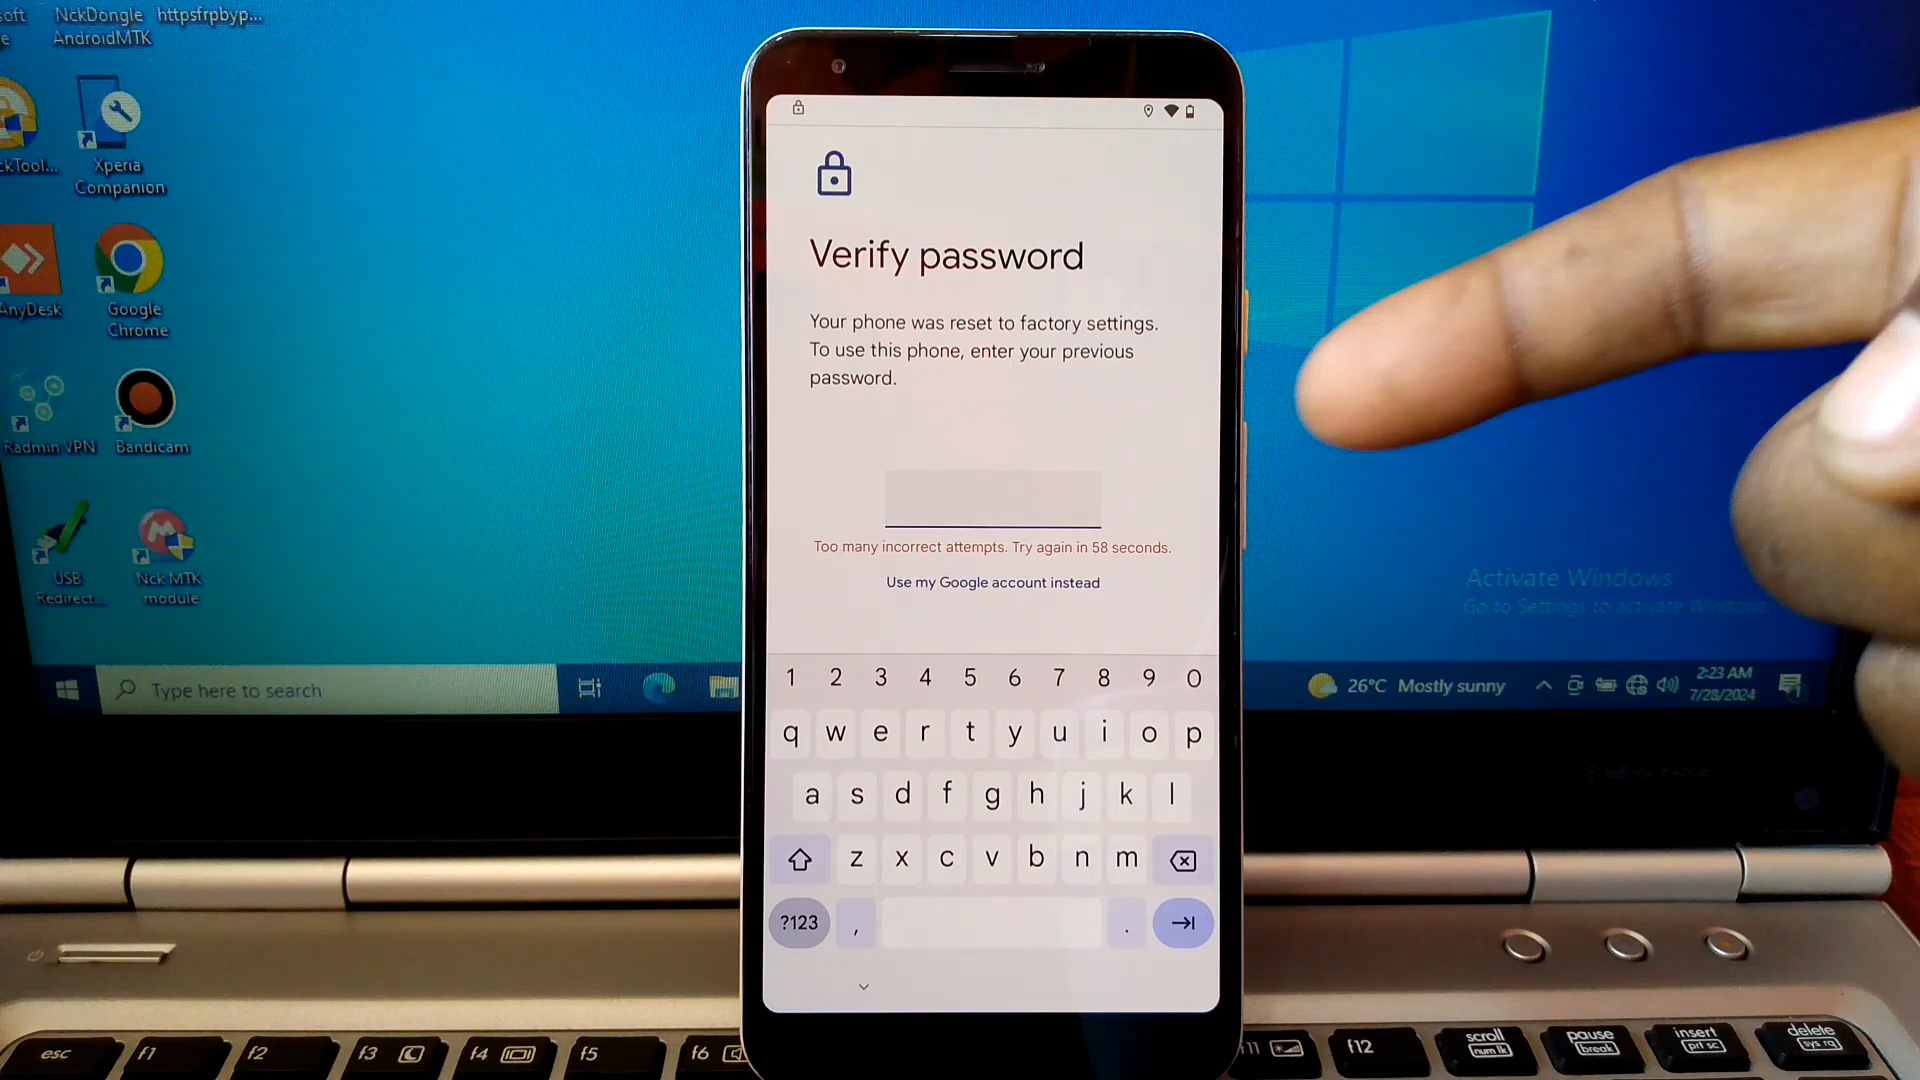 NckDongle
AndroidMTK
httpsfrpbyp...
Xperia
Companion
AnyDesk
Google
Chrome
Radmin VPN
Bandicam
USB
Redirect...
Nck MTK
module
Type here to search
Verify password
Your phone was reset to factory settings.
To use this phone, enter your previous
password.
Too many incorrect attempts. Try again in 58 seconds.
Use my Google account instead
1 2 3 4 5 6 7 8 9 0
q w e r t y u i o p
a s d f g h j k l
z x c v b n m
?123 , .
Activate Windows
Go to Settings to activate Windows.
26°C Mostly sunny
2:23 AM
7/28/2024
1
esc f1 f2 f3 f4 f5 f6 f11 f12
scroll
num lk
pause
break
insert
prt sc
delete
sys rq